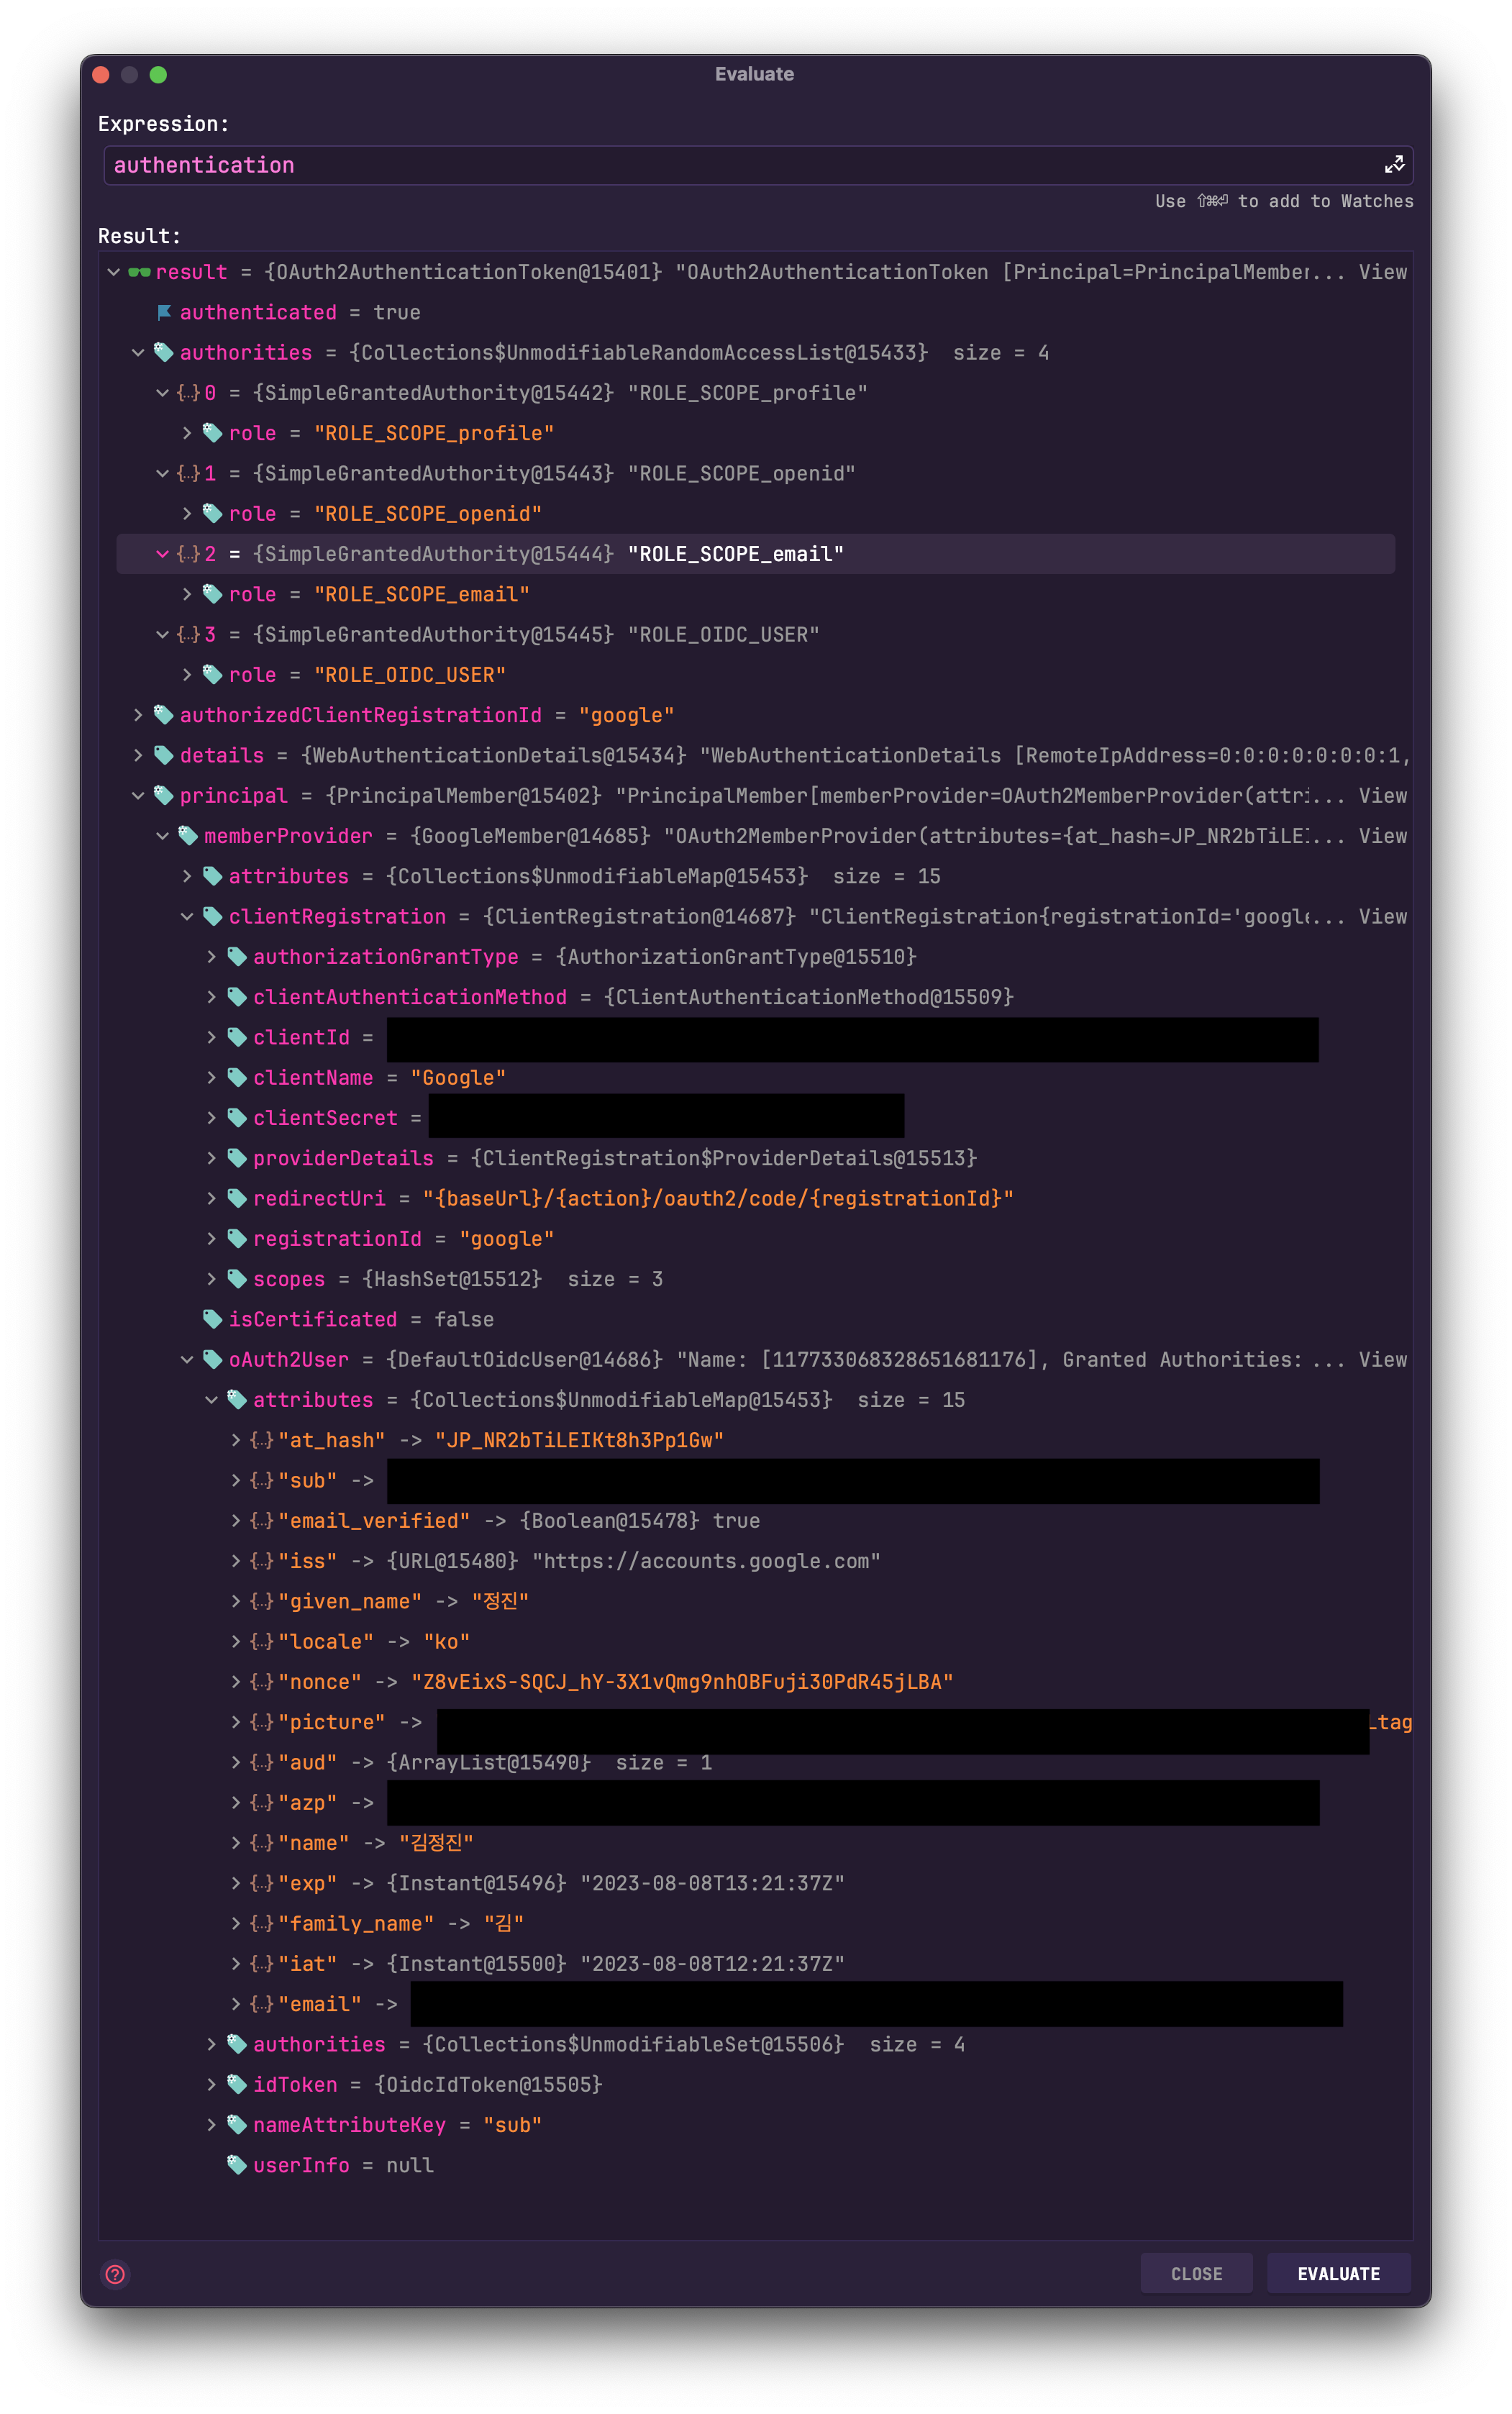 Evaluate
Expression:
authentication
Use ⇧⌘⏎ to add to Watches
Result:
result = {OAuth2AuthenticationToken@15401} "OAuth2AuthenticationToken [Principal=PrincipalMember... View
authenticated = true
authorities = {Collections$UnmodifiableRandomAccessList@15433} size = 4
0 = {SimpleGrantedAuthority@15442} "ROLE_SCOPE_profile"
role = "ROLE_SCOPE_profile"
1 = {SimpleGrantedAuthority@15443} "ROLE_SCOPE_openid"
role = "ROLE_SCOPE_openid"
2 = {SimpleGrantedAuthority@15444} "ROLE_SCOPE_email"
role = "ROLE_SCOPE_email"
3 = {SimpleGrantedAuthority@15445} "ROLE_OIDC_USER"
role = "ROLE_OIDC_USER"
authorizedClientRegistrationId = "google"
details = {WebAuthenticationDetails@15434} "WebAuthenticationDetails [RemoteIpAddress=0:0:0:0:0:0:0:1,
principal = {PrincipalMember@15402} "PrincipalMember[memberProvider=OAuth2MemberProvider(attri... View
memberProvider = {GoogleMember@14685} "OAuth2MemberProvider(attributes={at_hash=JP_NR2bTiLEI... View
attributes = {Collections$UnmodifiableMap@15453} size = 15
clientRegistration = {ClientRegistration@14687} "ClientRegistration{registrationId='google... View
authorizationGrantType = {AuthorizationGrantType@15510}
clientAuthenticationMethod = {ClientAuthenticationMethod@15509}
clientId =
clientName = "Google"
clientSecret =
providerDetails = {ClientRegistration$ProviderDetails@15513}
redirectUri = "{baseUrl}/{action}/oauth2/code/{registrationId}"
registrationId = "google"
scopes = {HashSet@15512} size = 3
isCertificated = false
oAuth2User = {DefaultOidcUser@14686} "Name: [117733068328651681176], Granted Authorities: ... View
attributes = {Collections$UnmodifiableMap@15453} size = 15
"at_hash" -> "JP_NR2bTiLEIKt8h3Pp1Gw"
"sub" ->
"email_verified" -> {Boolean@15478} true
"iss" -> {URL@15480} "https://accounts.google.com"
"given_name" -> "정진"
"locale" -> "ko"
"nonce" -> "Z8vEixS-SQCJ_hY-3X1vQmg9nhOBFuji30PdR45jLBA"
"picture" -> Ltag
"aud" -> {ArrayList@15490} size = 1
"azp" ->
"name" -> "김정진"
"exp" -> {Instant@15496} "2023-08-08T13:21:37Z"
"family_name" -> "김"
"iat" -> {Instant@15500} "2023-08-08T12:21:37Z"
"email" ->
authorities = {Collections$UnmodifiableSet@15506} size = 4
idToken = {OidcIdToken@15505}
nameAttributeKey = "sub"
userInfo = null
CLOSE
EVALUATE